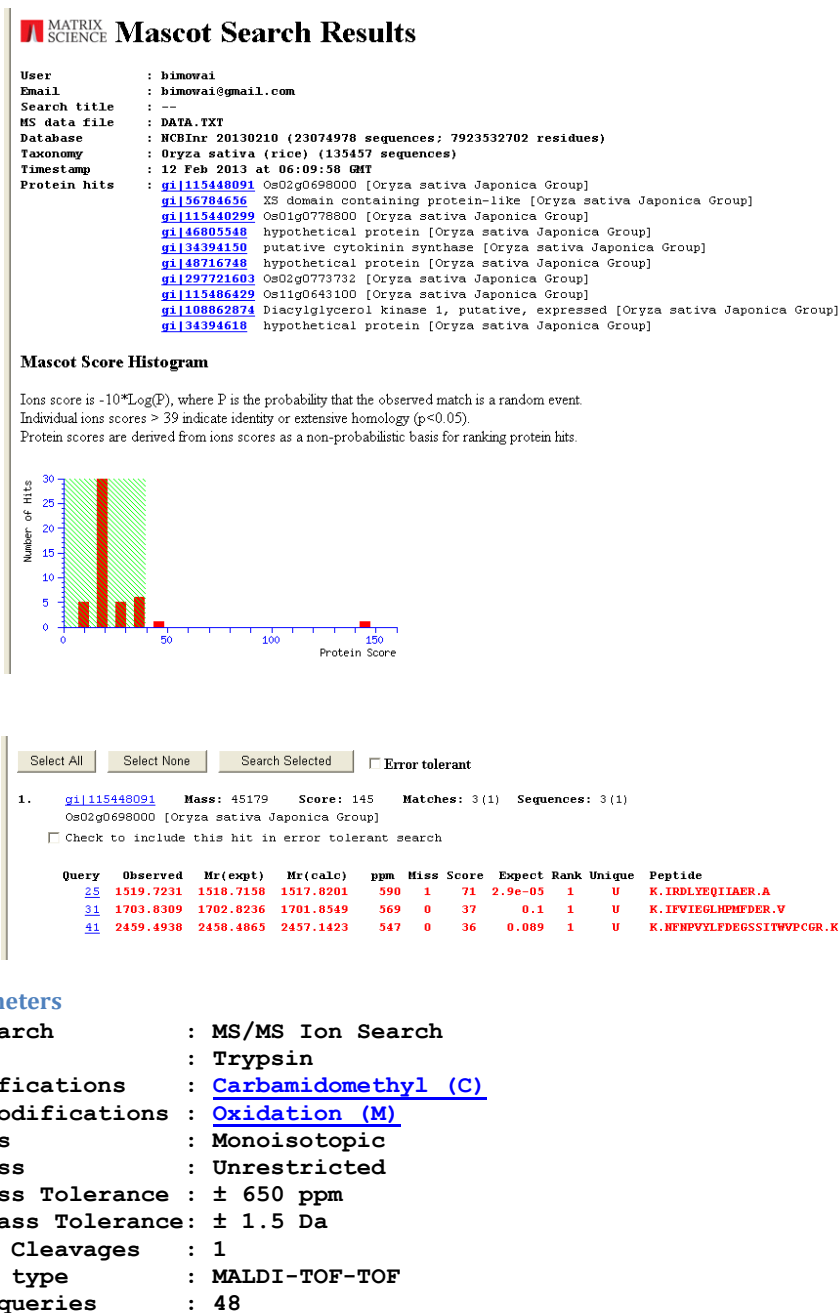 MATRIX SCIENCE Mascot Search Results
User : bimowai
Email : bimowai@gmail.com
Search title : --
MS data file : DATA.TXT
Database : NCBInr 20130210 (23074978 sequences; 7923532702 residues)
Taxonomy : Oryza sativa (rice) (135457 sequences)
Timestamp : 12 Feb 2013 at 06:09:58 GMT
Protein hits : gi|115448091 Os02g0698000 [Oryza sativa Japonica Group]
gi|56784656 XS domain containing protein-like [Oryza sativa Japonica Group]
gi|115440299 Os01g0778800 [Oryza sativa Japonica Group]
gi|46805548 hypothetical protein [Oryza sativa Japonica Group]
gi|34394150 putative cytokinin synthase [Oryza sativa Japonica Group]
gi|48716748 hypothetical protein [Oryza sativa Japonica Group]
gi|297721603 Os02g0773732 [Oryza sativa Japonica Group]
gi|115486429 Os11g0643100 [Oryza sativa Japonica Group]
gi|108862874 Diacylglycerol kinase 1, putative, expressed [Oryza sativa Japonica Group]
gi|34394618 hypothetical protein [Oryza sativa Japonica Group]
Mascot Score Histogram
Ions score is -10*Log(P), where P is the probability that the observed match is a random event.
Individual ions scores > 39 indicate identity or extensive homology (p<0.05).
Protein scores are derived from ions scores as a non-probabilistic basis for ranking protein hits.
Number of Hits
30
25
20
15
10
5
0
0 50 100 150
Protein Score
Select All Select None Search Selected Error tolerant
1. gi|115448091 Mass: 45179 Score: 145 Matches: 3(1) Sequences: 3(1)
Os02g0698000 [Oryza sativa Japonica Group]
Check to include this hit in error tolerant search
Query Observed Mr(expt) Mr(calc) ppm Miss Score Expect Rank Unique Peptide
25 1519.7231 1518.7158 1517.8201 590 1 71 2.9e-05 1 U K.IRDLYEQIIAER.A
31 1703.8309 1702.8236 1701.8549 569 0 37 0.1 1 U K.IFVIEGLHPMFDER.V
41 2459.4938 2458.4865 2457.1423 547 0 36 0.089 1 U K.NFNPVYLFDEGSSITWVPCGR.K
neters
arch : MS/MS Ion Search
: Trypsin
fications : Carbamidomethyl (C)
odifications : Oxidation (M)
s : Monoisotopic
ss : Unrestricted
ss Tolerance : ± 650 ppm
ass Tolerance: ± 1.5 Da
Cleavages : 1
type : MALDI-TOF-TOF
queries : 48